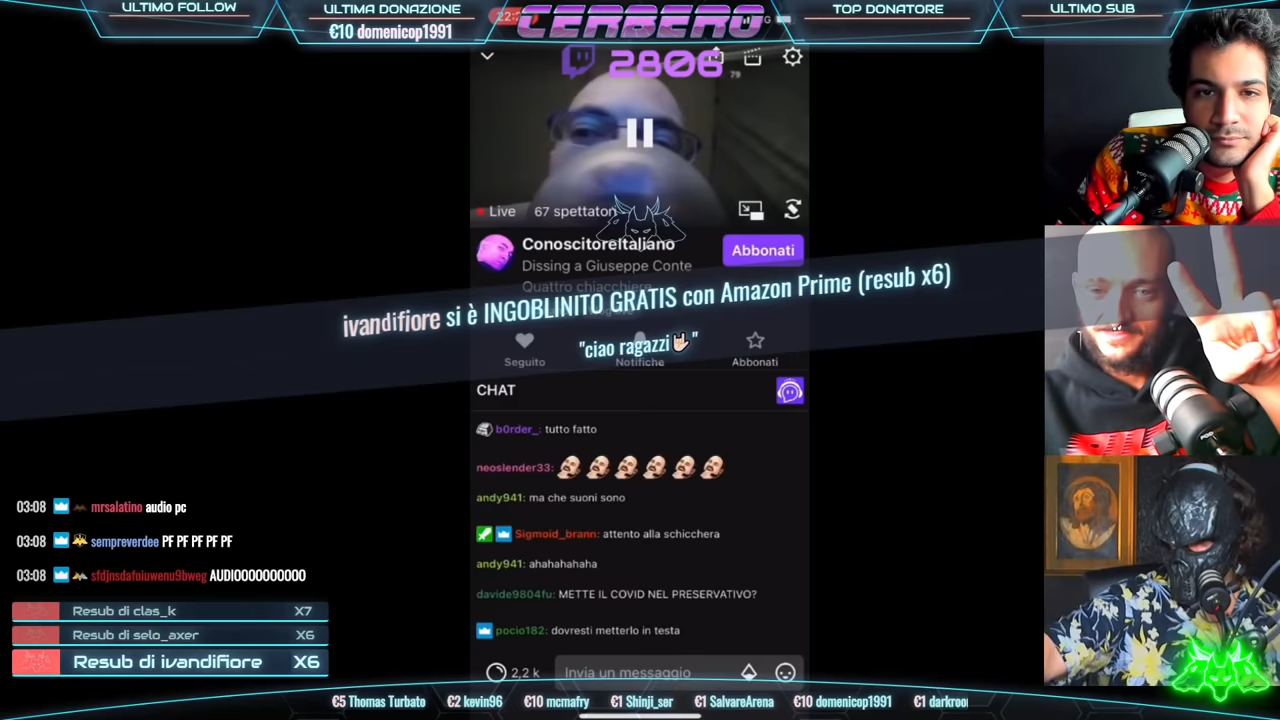 ULTIMO FOLLOW
ULTIMA DONAZIONE
€10 domenicop1991
CERBERO
TOP DONATORE
ULTIMO SUB
2806
79
Live
67 spettatori
ConoscitoreItaliano
Abbonati
Dissing a Giuseppe Conte
Quattro chiacchiere
ivandifiore si è INGOBLINITO GRATIS con Amazon Prime (resub x6)
"ciao ragazzi🤘🏻"
Seguito
Notifiche
Abbonati
CHAT
b0rder_: tutto fatto
neoslender33:
andy941: ma che suoni sono
Sigmoid_brann: attento alla schicchera
andy941: ahahahahaha
davide9804fu: METTE IL COVID NEL PRESERVATIVO?
pocio182: dovresti metterlo in testa
2,2 k
Invia un messaggio
03:08 mrsalatino audio pc
03:08 sempreverdee PF PF PF PF PF
03:08 sfdjnsdafoiuwenu9bweg AUDIOOOOOOOOOO
Resub di clas_k X7
Resub di selo_axer X6
Resub di ivandifiore X6
€5 Thomas Turbato €2 kevin96 €10 mcmafry €1 Shinji_ser €1 SalvareArena €10 domenicop1991 €1 darkroo